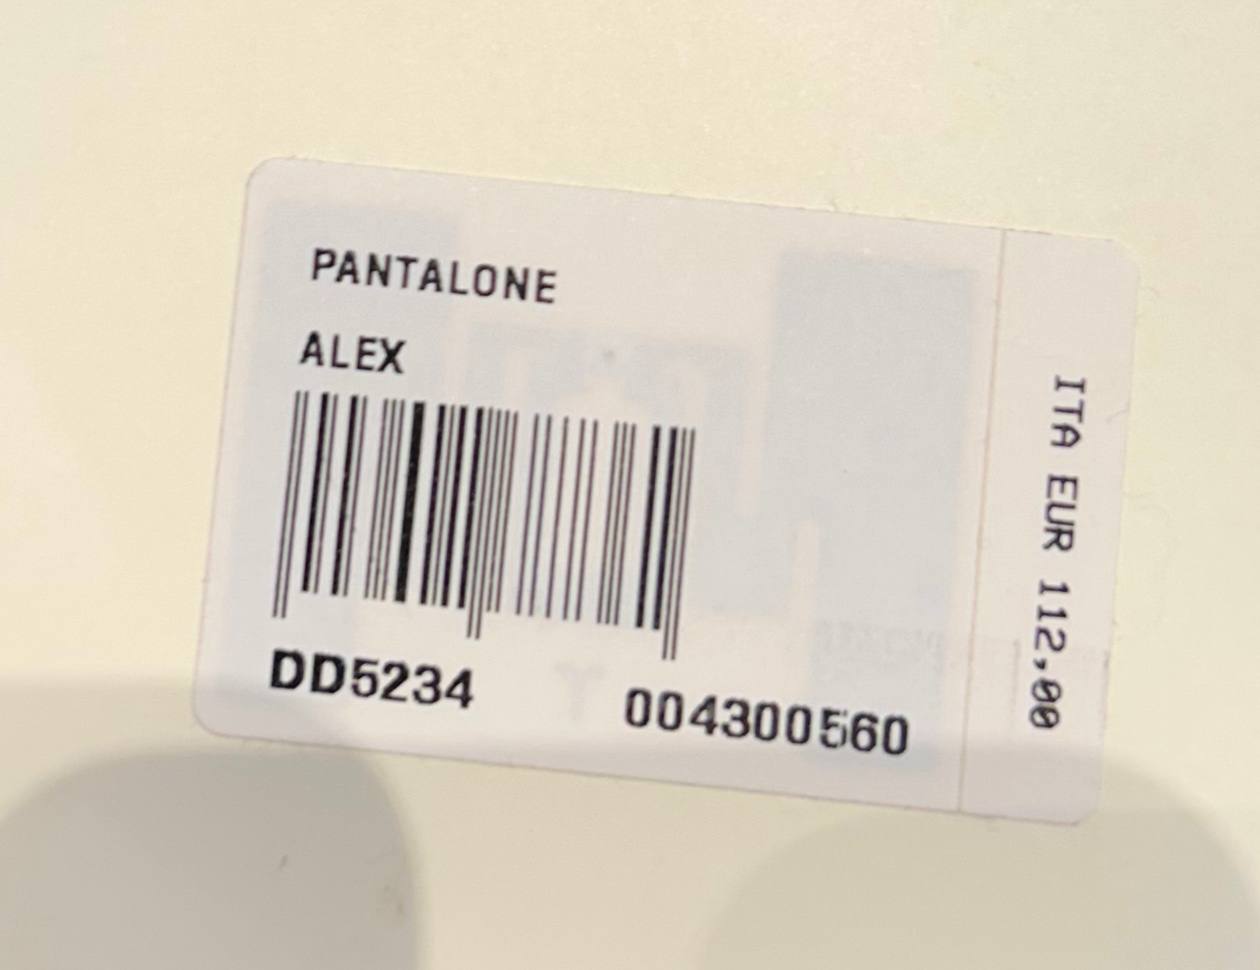 PANTALONE
ALEX
DD5234 004300560
ITA EUR 112,00